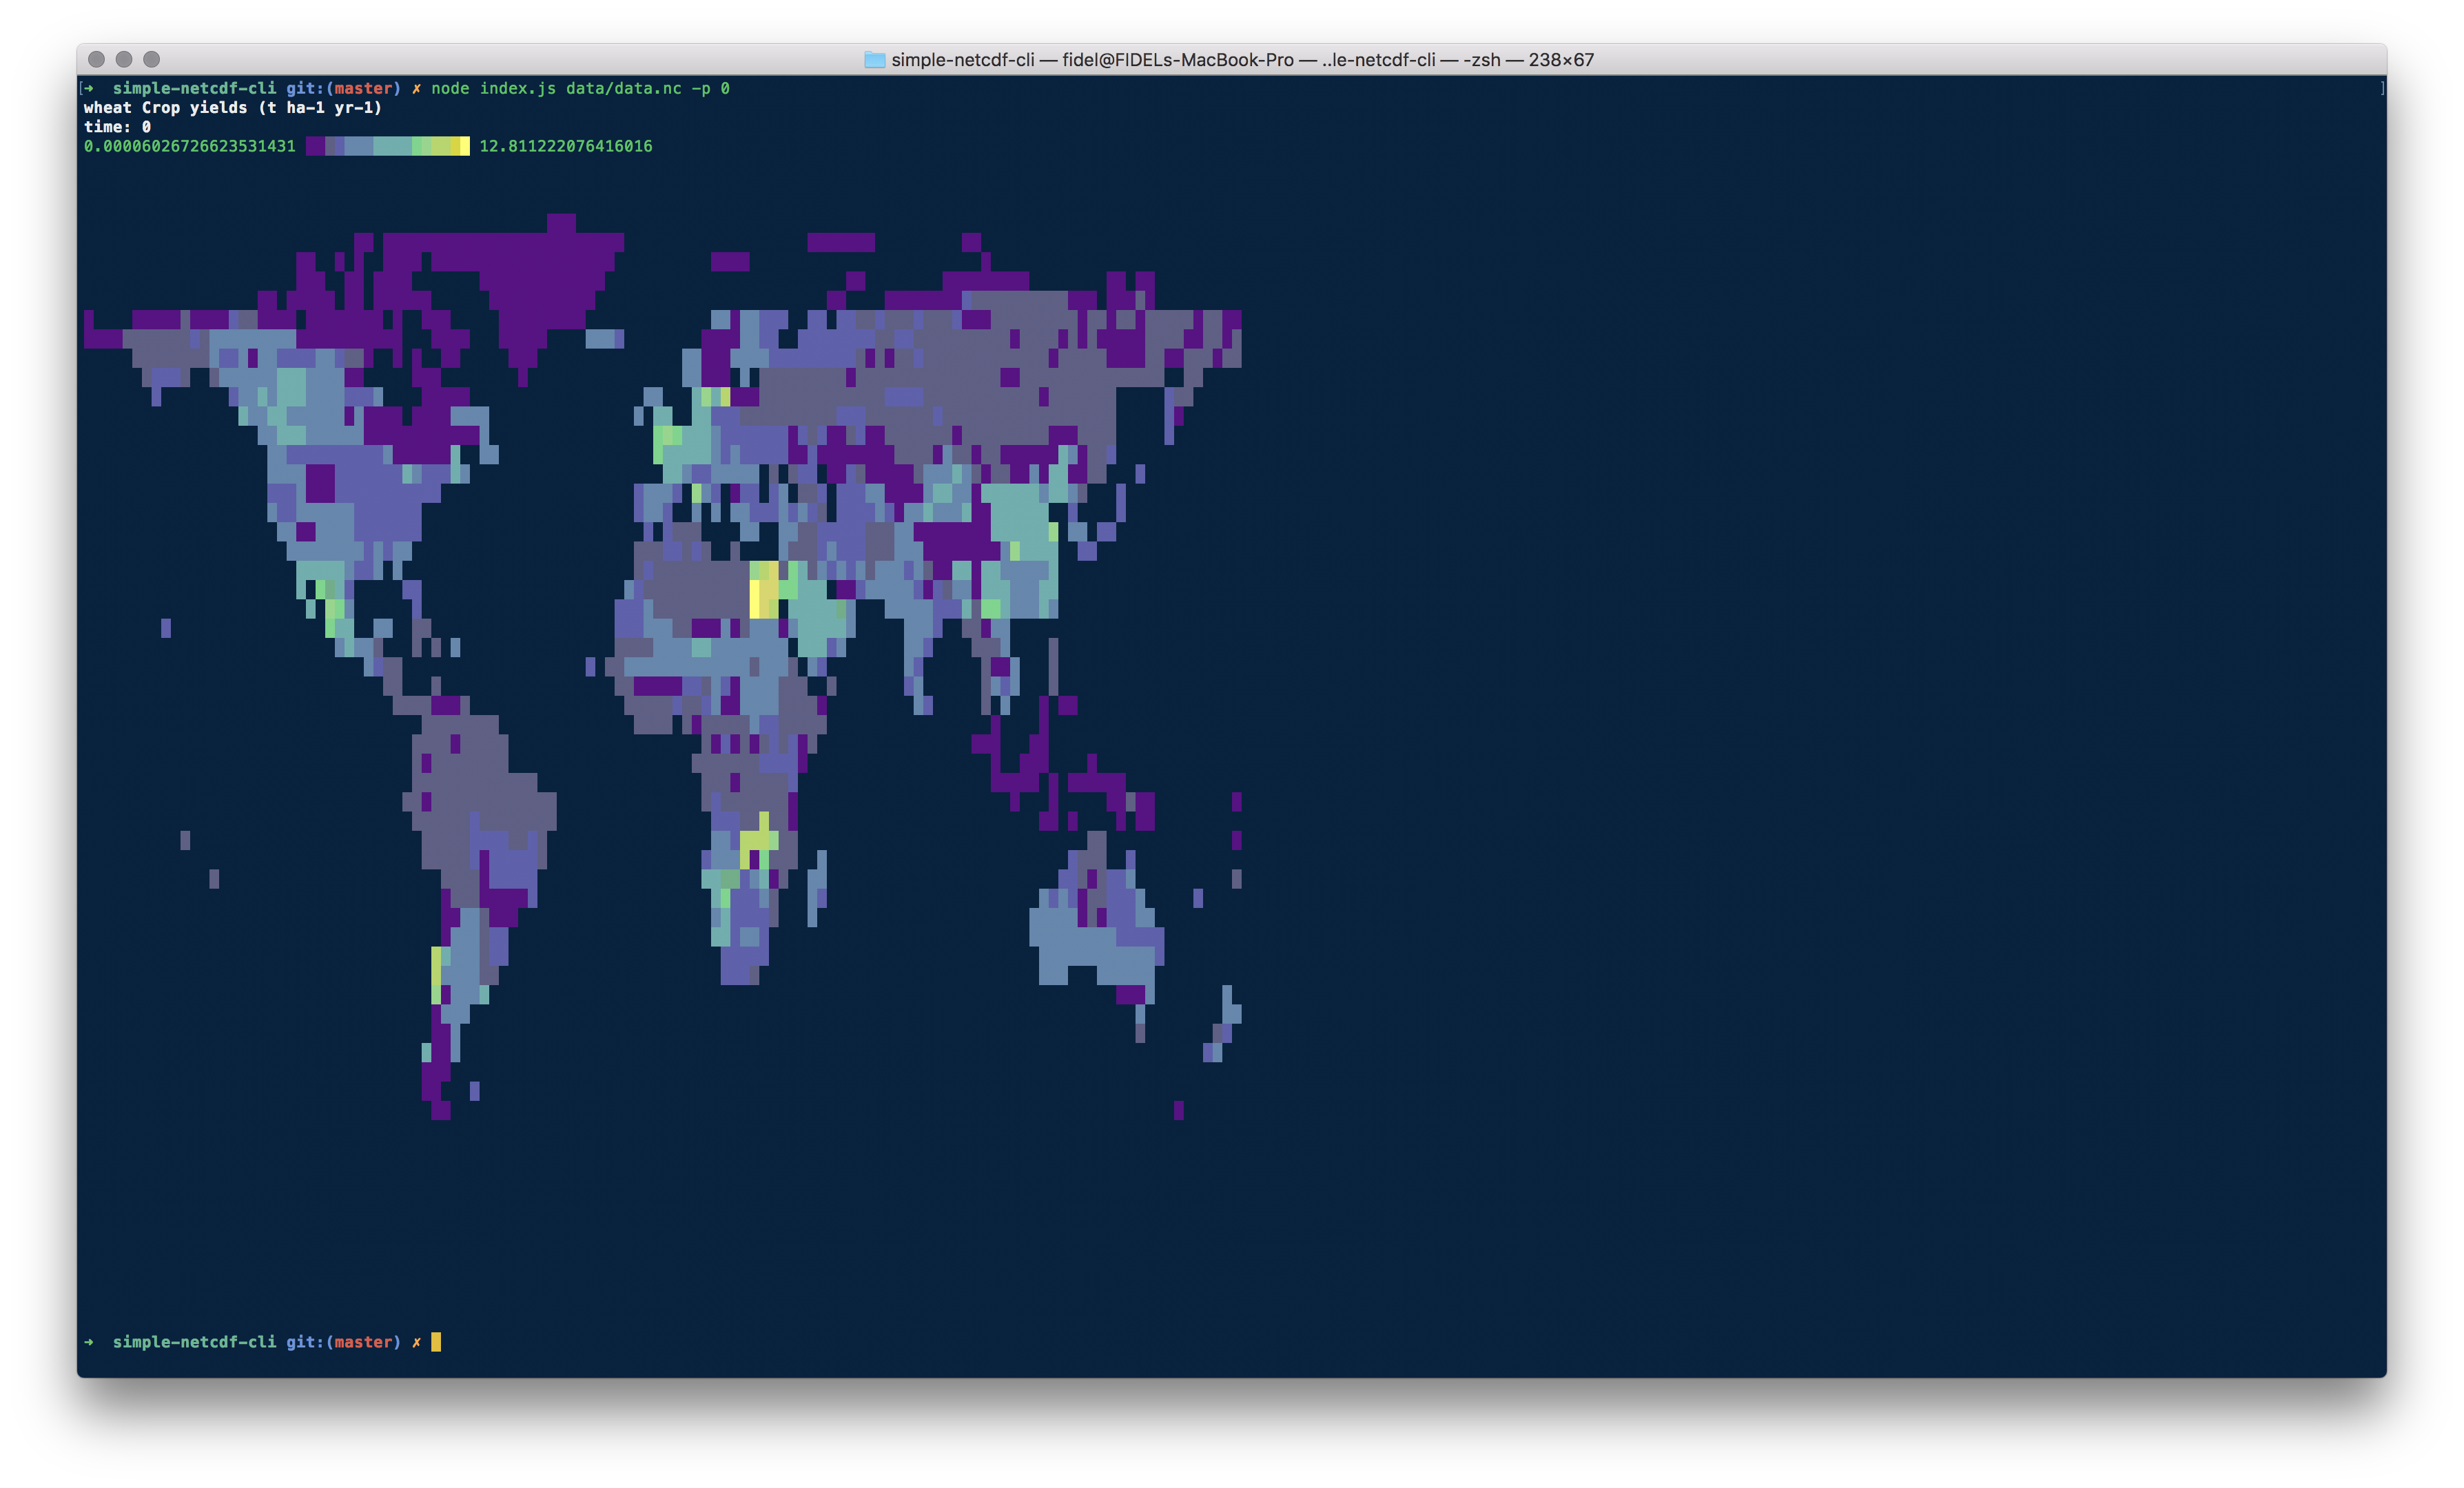 simple-netcdf-cli — fidel@FIDELs-MacBook-Pro — ..le-netcdf-cli — -zsh — 238×67
[➜  simple-netcdf-cli git:(master) ✗ node index.js data/data.nc -p 0 ]
wheat Crop yields (t ha-1 yr-1)
time: 0
0.00006026726623531431 12.811222076416016
➜  simple-netcdf-cli git:(master) ✗